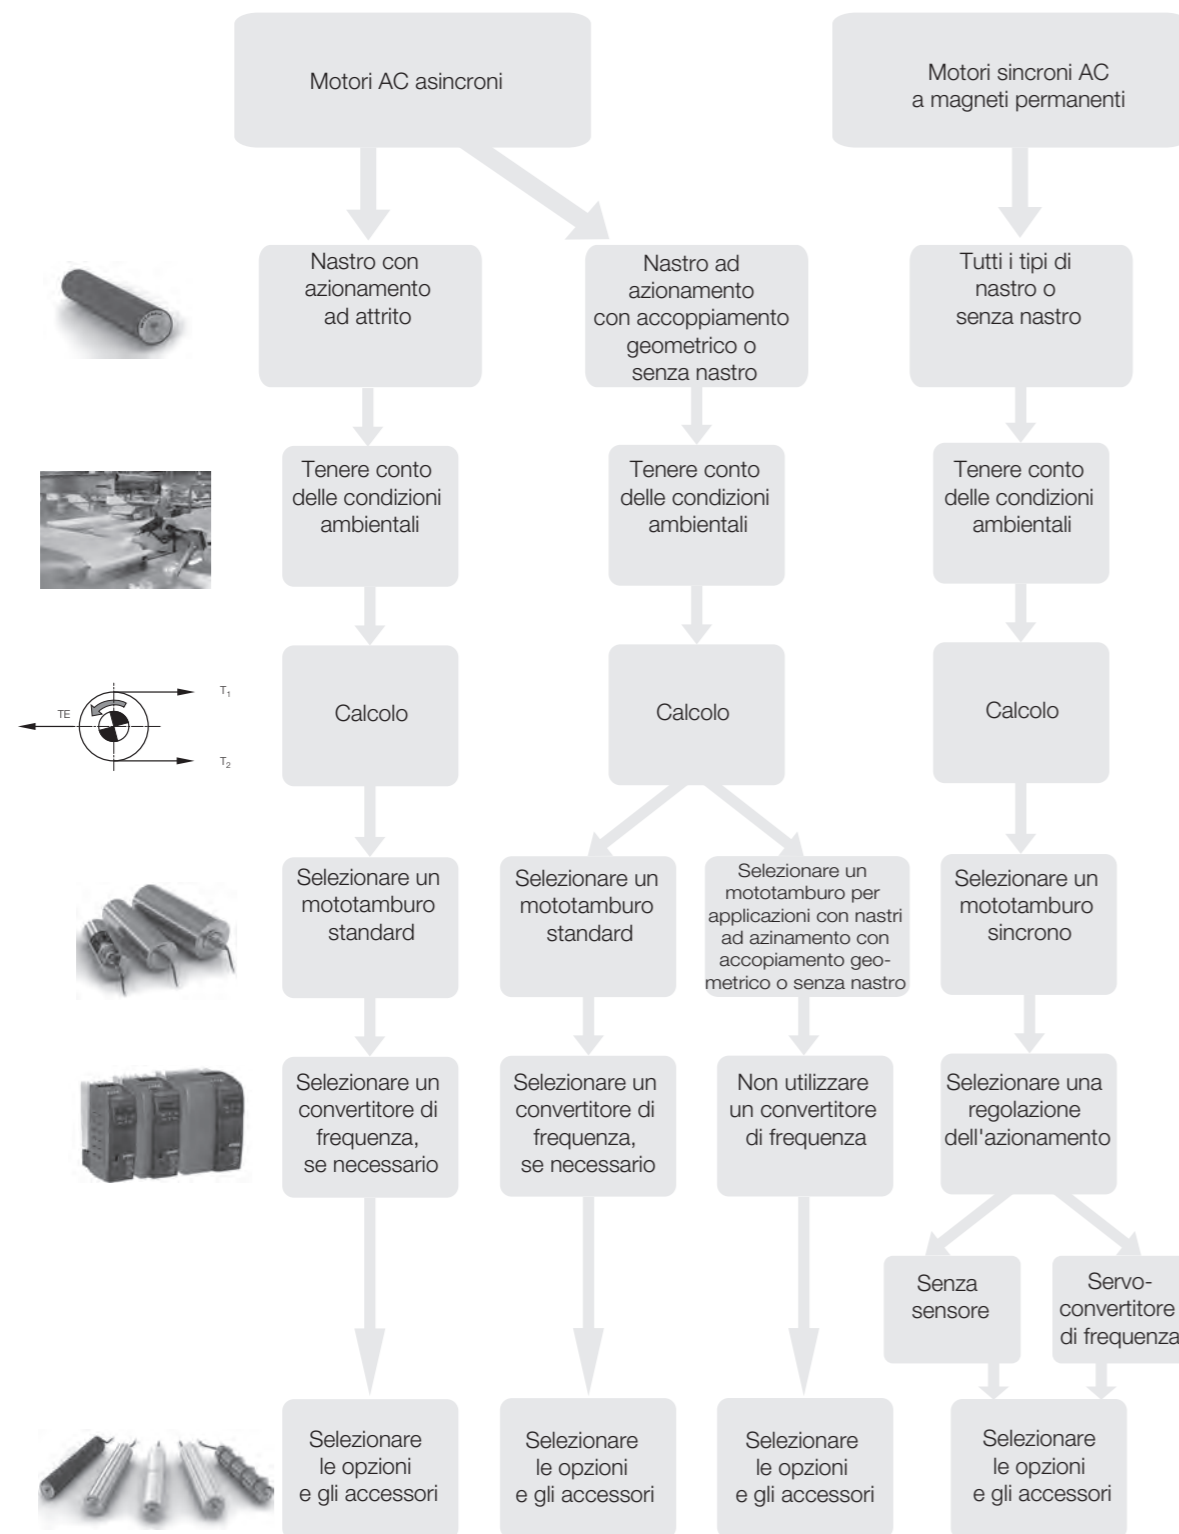 Motori AC asincroni
Motori sincroni AC
a magneti permanenti
Nastro con
azionamento
ad attrito
Nastro ad
azionamento
con accoppiamento
geometrico o
senza nastro
Tutti i tipi di
nastro o
senza nastro
Tenere conto
delle condizioni
ambientali
Tenere conto
delle condizioni
ambientali
Tenere conto
delle condizioni
ambientali
T1
TE
T2
Calcolo
Calcolo
Calcolo
Selezionare un
mototamburo
standard
Selezionare un
mototamburo
standard
Selezionare un
mototamburo per
applicazioni con nastri
ad azinamento con
accopiamento geo-
metrico o senza nastro
Selezionare un
mototamburo
sincrono
Selezionare un
convertitore di
frequenza,
se necessario
Selezionare un
convertitore di
frequenza,
se necessario
Non utilizzare
un convertitore
di frequenza
Selezionare una
regolazione
dell'azionamento
Senza
sensore
Servo-
convertitore
di frequenza
Selezionare
le opzioni
e gli accessori
Selezionare
le opzioni
e gli accessori
Selezionare
le opzioni
e gli accessori
Selezionare
le opzioni
e gli accessori